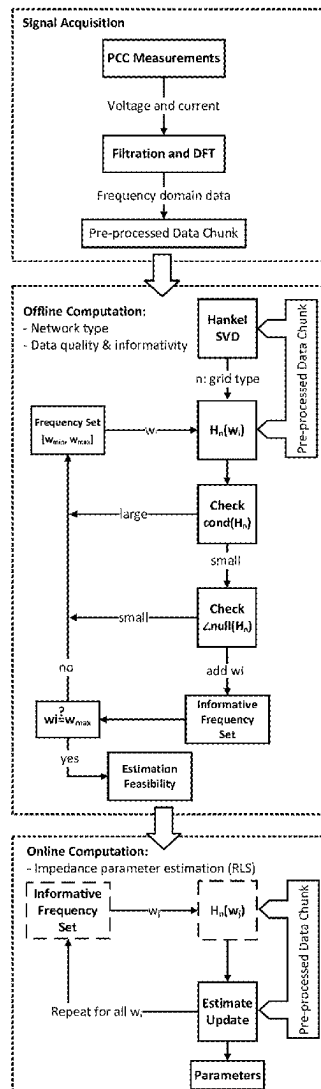 Signal Acquisition
PCC Measurements
Voltage and current
Filtration and DFT
Frequency domain data
Pre-processed Data Chunk
Offline Computation:
- Network type
- Data quality & informativity
Hankel
SVD
Pre-processed Data Chunk
n: grid type
Frequency Set
[wmin, wmax]
wi
Hn(wi)
Check
cond(Hn)
large
small
Check
∠null(Hn)
small
no
add wi
Informative
Frequency
Set
wi≟wmax
yes
Estimation
Feasibility
Online Computation:
- Impedance parameter estimation (RLS)
Informative
Frequency
Set
wj
Hn(wj)
Pre-processed Data Chunk
Repeat for all wj
Estimate
Update
Parameters